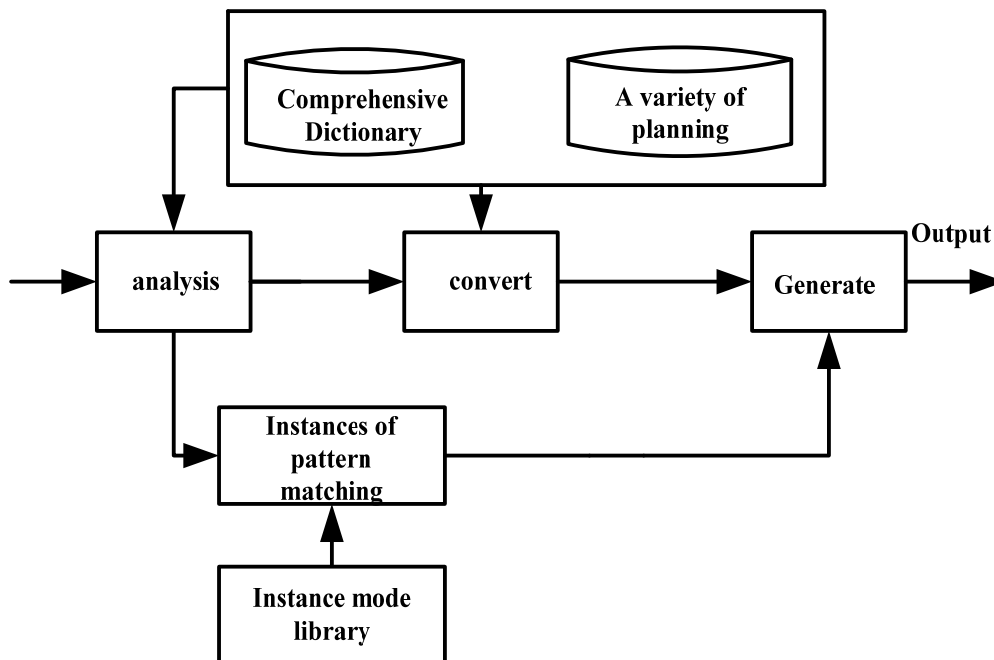 Comprehensive
Dictionary
A variety of
planning
analysis
convert
Generate
Output
Instances of
pattern
matching
Instance mode
library